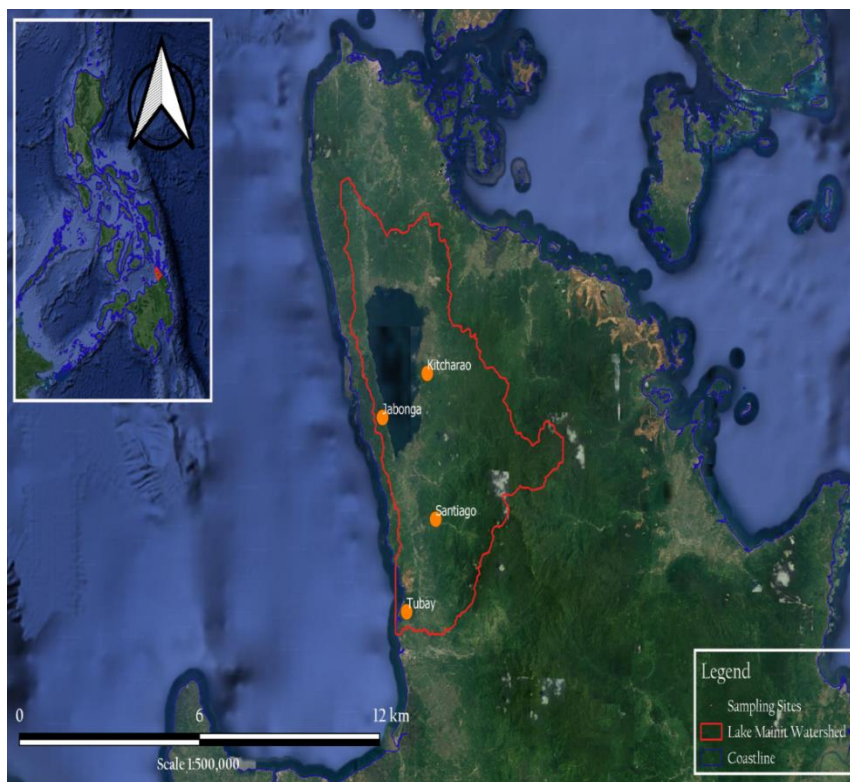 Kitcharao
Jabonga
Santiago
Tubay
Legend
Sampling Sites
Lake Mainit Watershed
Coastline
0 6 12 km
Scale 1:500,000